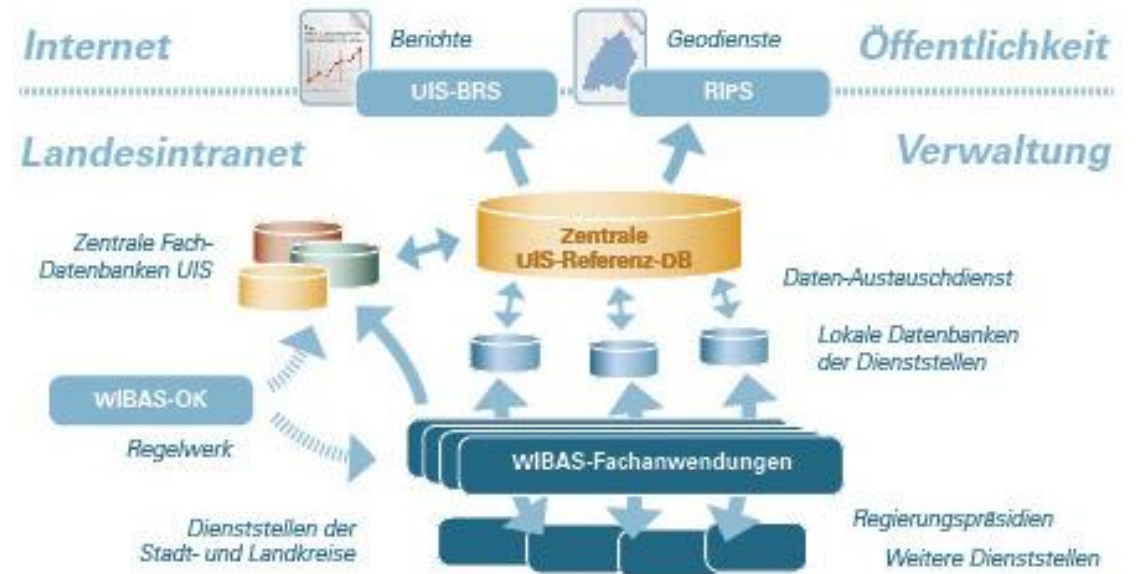 Internet
Berichte
Geodienste
Öffentlichkeit
UIS-BRS
RIPS
Landesintranet
Verwaltung
Zentrale Fach-
Datenbanken UIS
Zentrale
UIS-Referenz-DB
Daten-Austauschdienst
Lokale Datenbanken
der Dienststellen
WIBAS-OK
Regelwerk
WIBAS-Fachanwendungen
Dienststellen der
Stadt- und Landkreise
Regierungspräsidien
Weitere Dienststellen